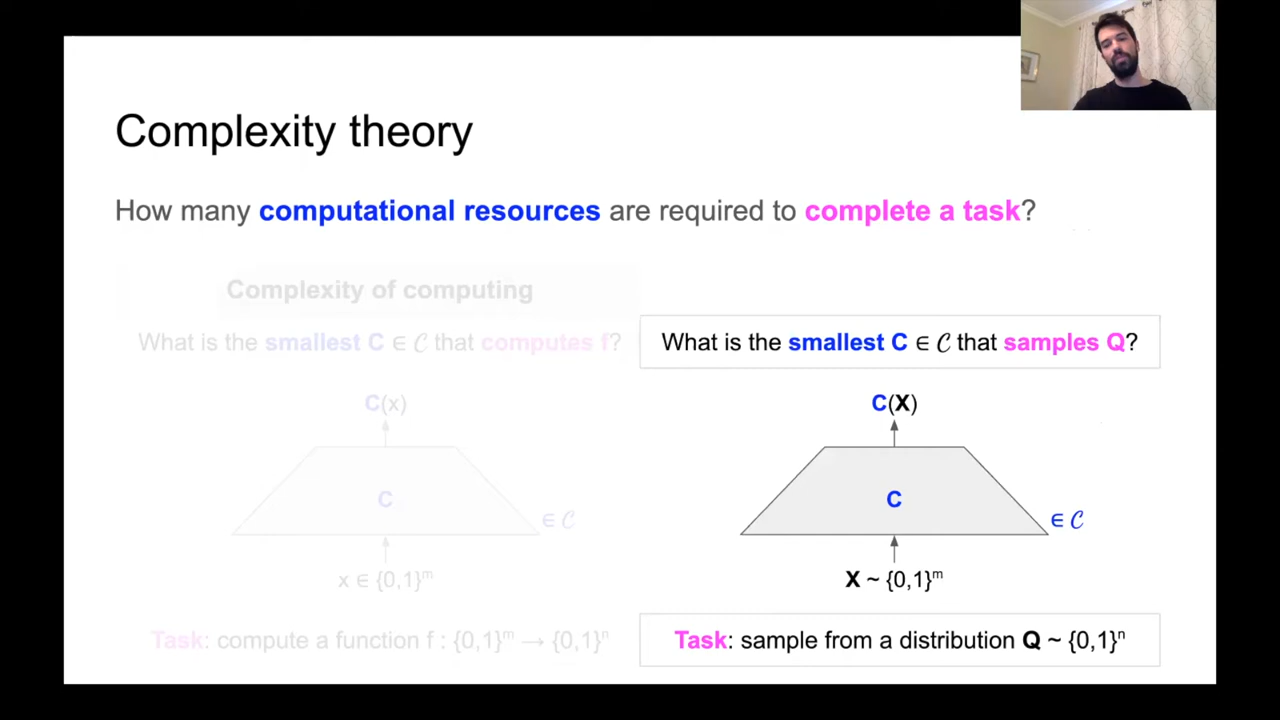 Complexity theory
How many computational resources are required to complete a task?
Complexity of computing
What is the smallest C ∈ 𝒞 that computes f?
What is the smallest C ∈ 𝒞 that samples Q?
C(x)
C(X)
C
C
∈ 𝒞
∈ 𝒞
x ∈ {0,1}ᵐ
X ~ {0,1}ᵐ
Task: compute a function f : {0,1}ᵐ → {0,1}ⁿ
Task: sample from a distribution Q ~ {0,1}ⁿ